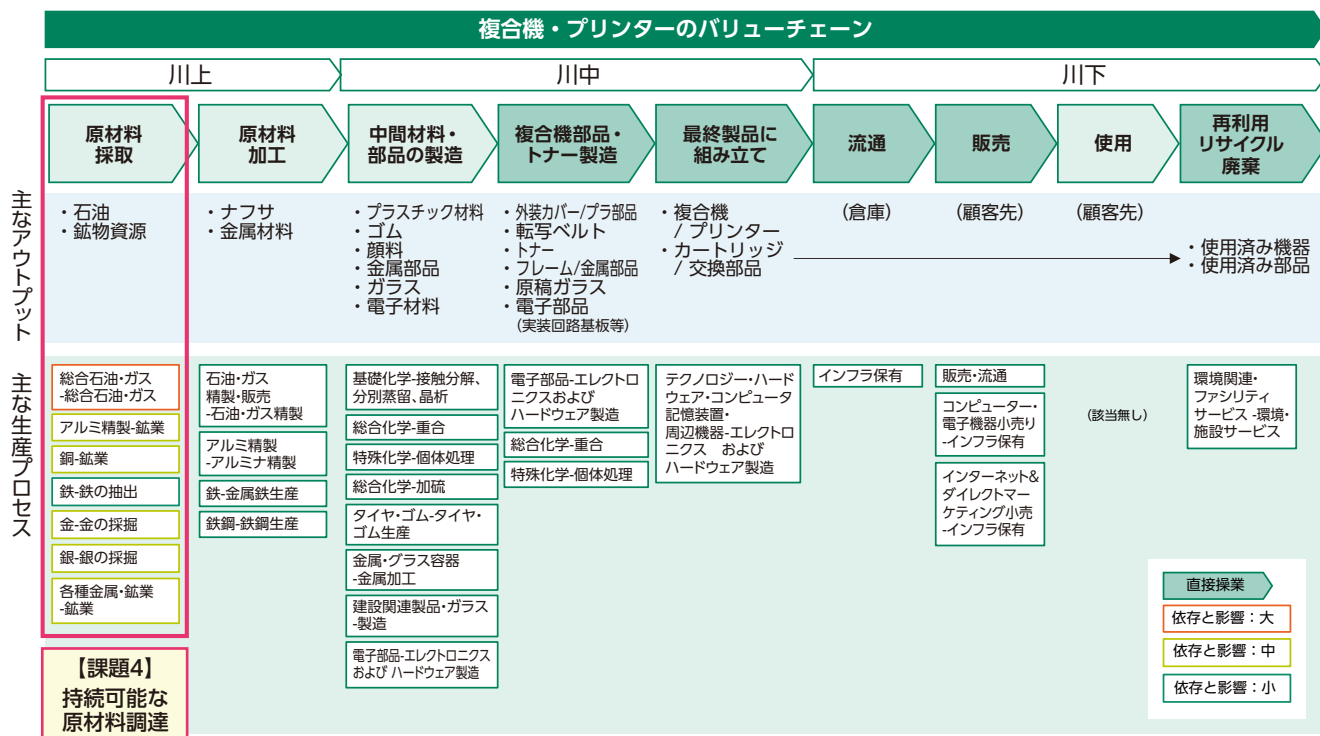 複合機・プリンターのバリューチェーン
川上
川中
川下
原材料
採取
原材料
加工
中間材料・
部品の製造
複合機部品・
トナー製造
最終製品に
組み立て
流通
販売
使用
再利用
リサイクル
廃棄
主なアウトプット
・石油
・鉱物資源
・ナフサ
・金属材料
・プラスチック材料
・ゴム
・顔料
・金属部品
・ガラス
・電子材料
・外装カバー/プラ部品
・転写ベルト
・トナー
・フレーム/金属部品
・原稿ガラス
・電子部品
(実装回路基板等)
・複合機
/ プリンター
・カートリッジ
/ 交換部品
(倉庫)
(顧客先)
(顧客先)
・使用済み機器
・使用済み部品
主な生産プロセス
総合石油・ガス
-総合石油・ガス
アルミ精製-鉱業
銅-鉱業
鉄-鉄の抽出
金-金の採掘
銀-銀の採掘
各種金属・鉱業
-鉱業
石油・ガス
精製・販売
-石油・ガス精製
アルミ精製
-アルミナ精製
鉄-金属鉄生産
鉄鋼-鉄鋼生産
基礎化学-接触分解、
分別蒸留、晶析
総合化学-重合
特殊化学-個体処理
総合化学-加硫
タイヤ・ゴム-タイヤ・
ゴム生産
金属・グラス容器
-金属加工
建設関連製品・ガラス
-製造
電子部品-エレクトロニクス
および ハードウェア製造
電子部品-エレクトロ
ニクスおよび
ハードウェア製造
総合化学-重合
特殊化学-個体処理
テクノロジー・ハード
ウェア・コンピュータ
記憶装置・
周辺機器-エレクトロ
ニクス および
ハードウェア製造
インフラ保有
販売・流通
コンピューター・
電子機器小売り
-インフラ保有
インターネット&
ダイレクトマー
ケティング小売
-インフラ保有
(該当無し)
環境関連・
ファシリティ
サービス -環境・
施設サービス
直接操業
依存と影響：大
依存と影響：中
依存と影響：小
【課題4】
持続可能な
原材料調達